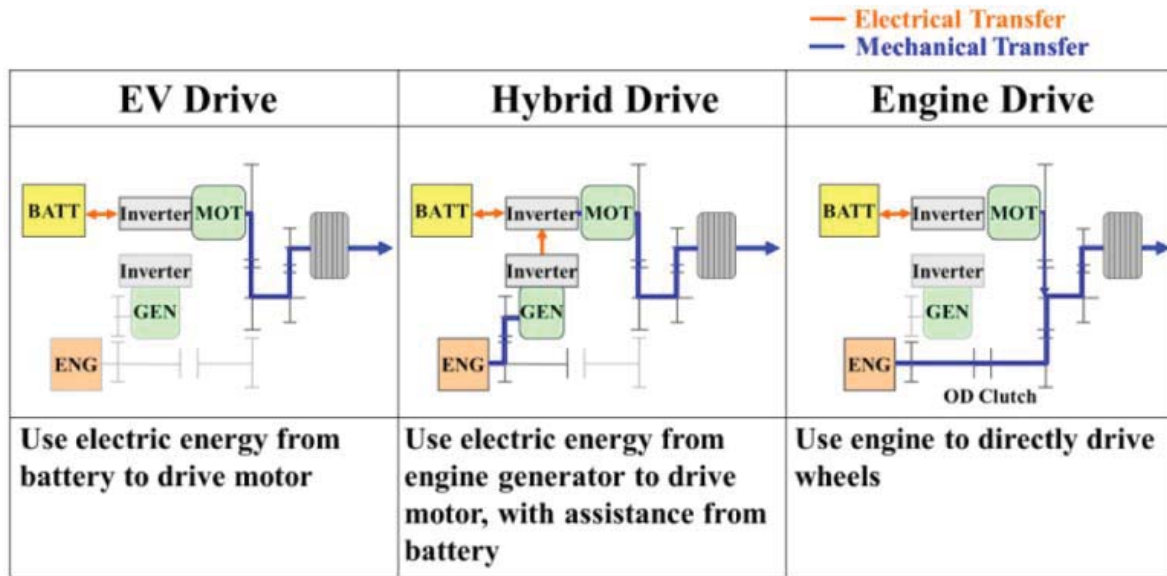 Electrical Transfer
Mechanical Transfer
EV Drive
Hybrid Drive
Engine Drive
BATT
Inverter
MOT
Inverter
GEN
ENG
BATT
Inverter
MOT
Inverter
GEN
ENG
BATT
Inverter
MOT
Inverter
GEN
ENG
OD Clutch
Use electric energy from
battery to drive motor
Use electric energy from
engine generator to drive
motor, with assistance from
battery
Use engine to directly drive
wheels